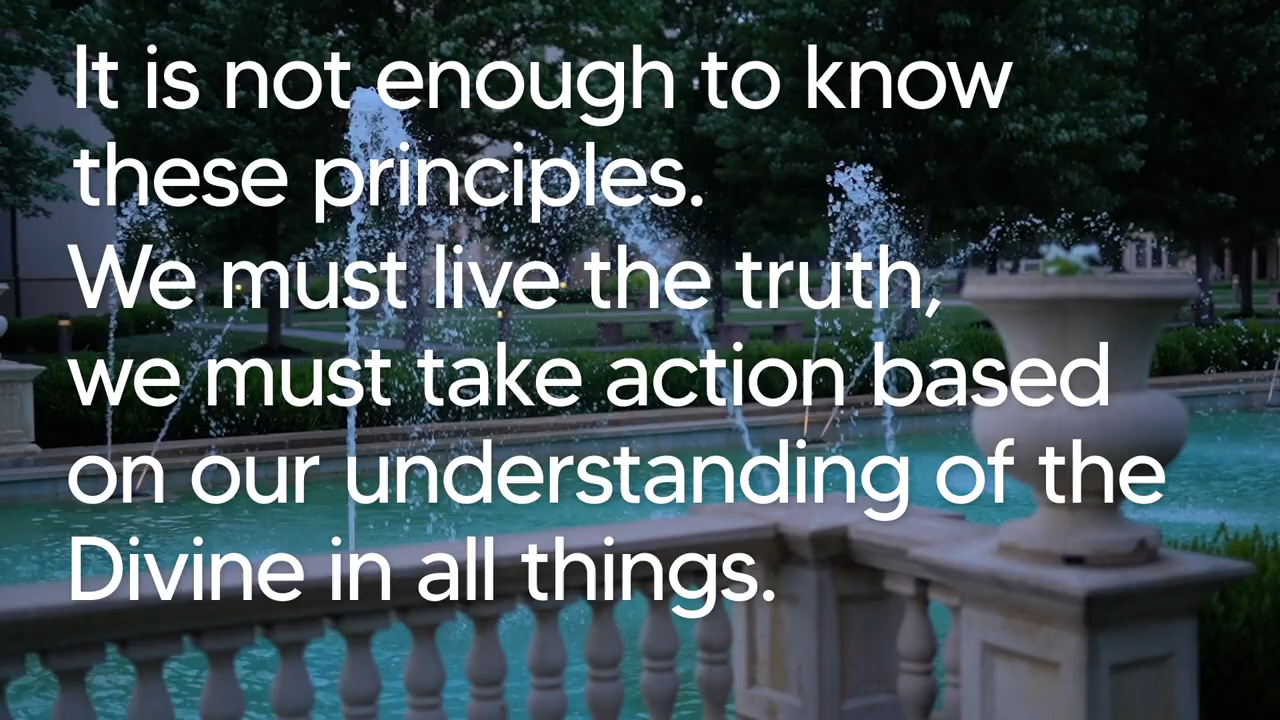 It is not enough to know
these principles.
We must live the truth,
we must take action based
on our understanding of the
Divine in all things.